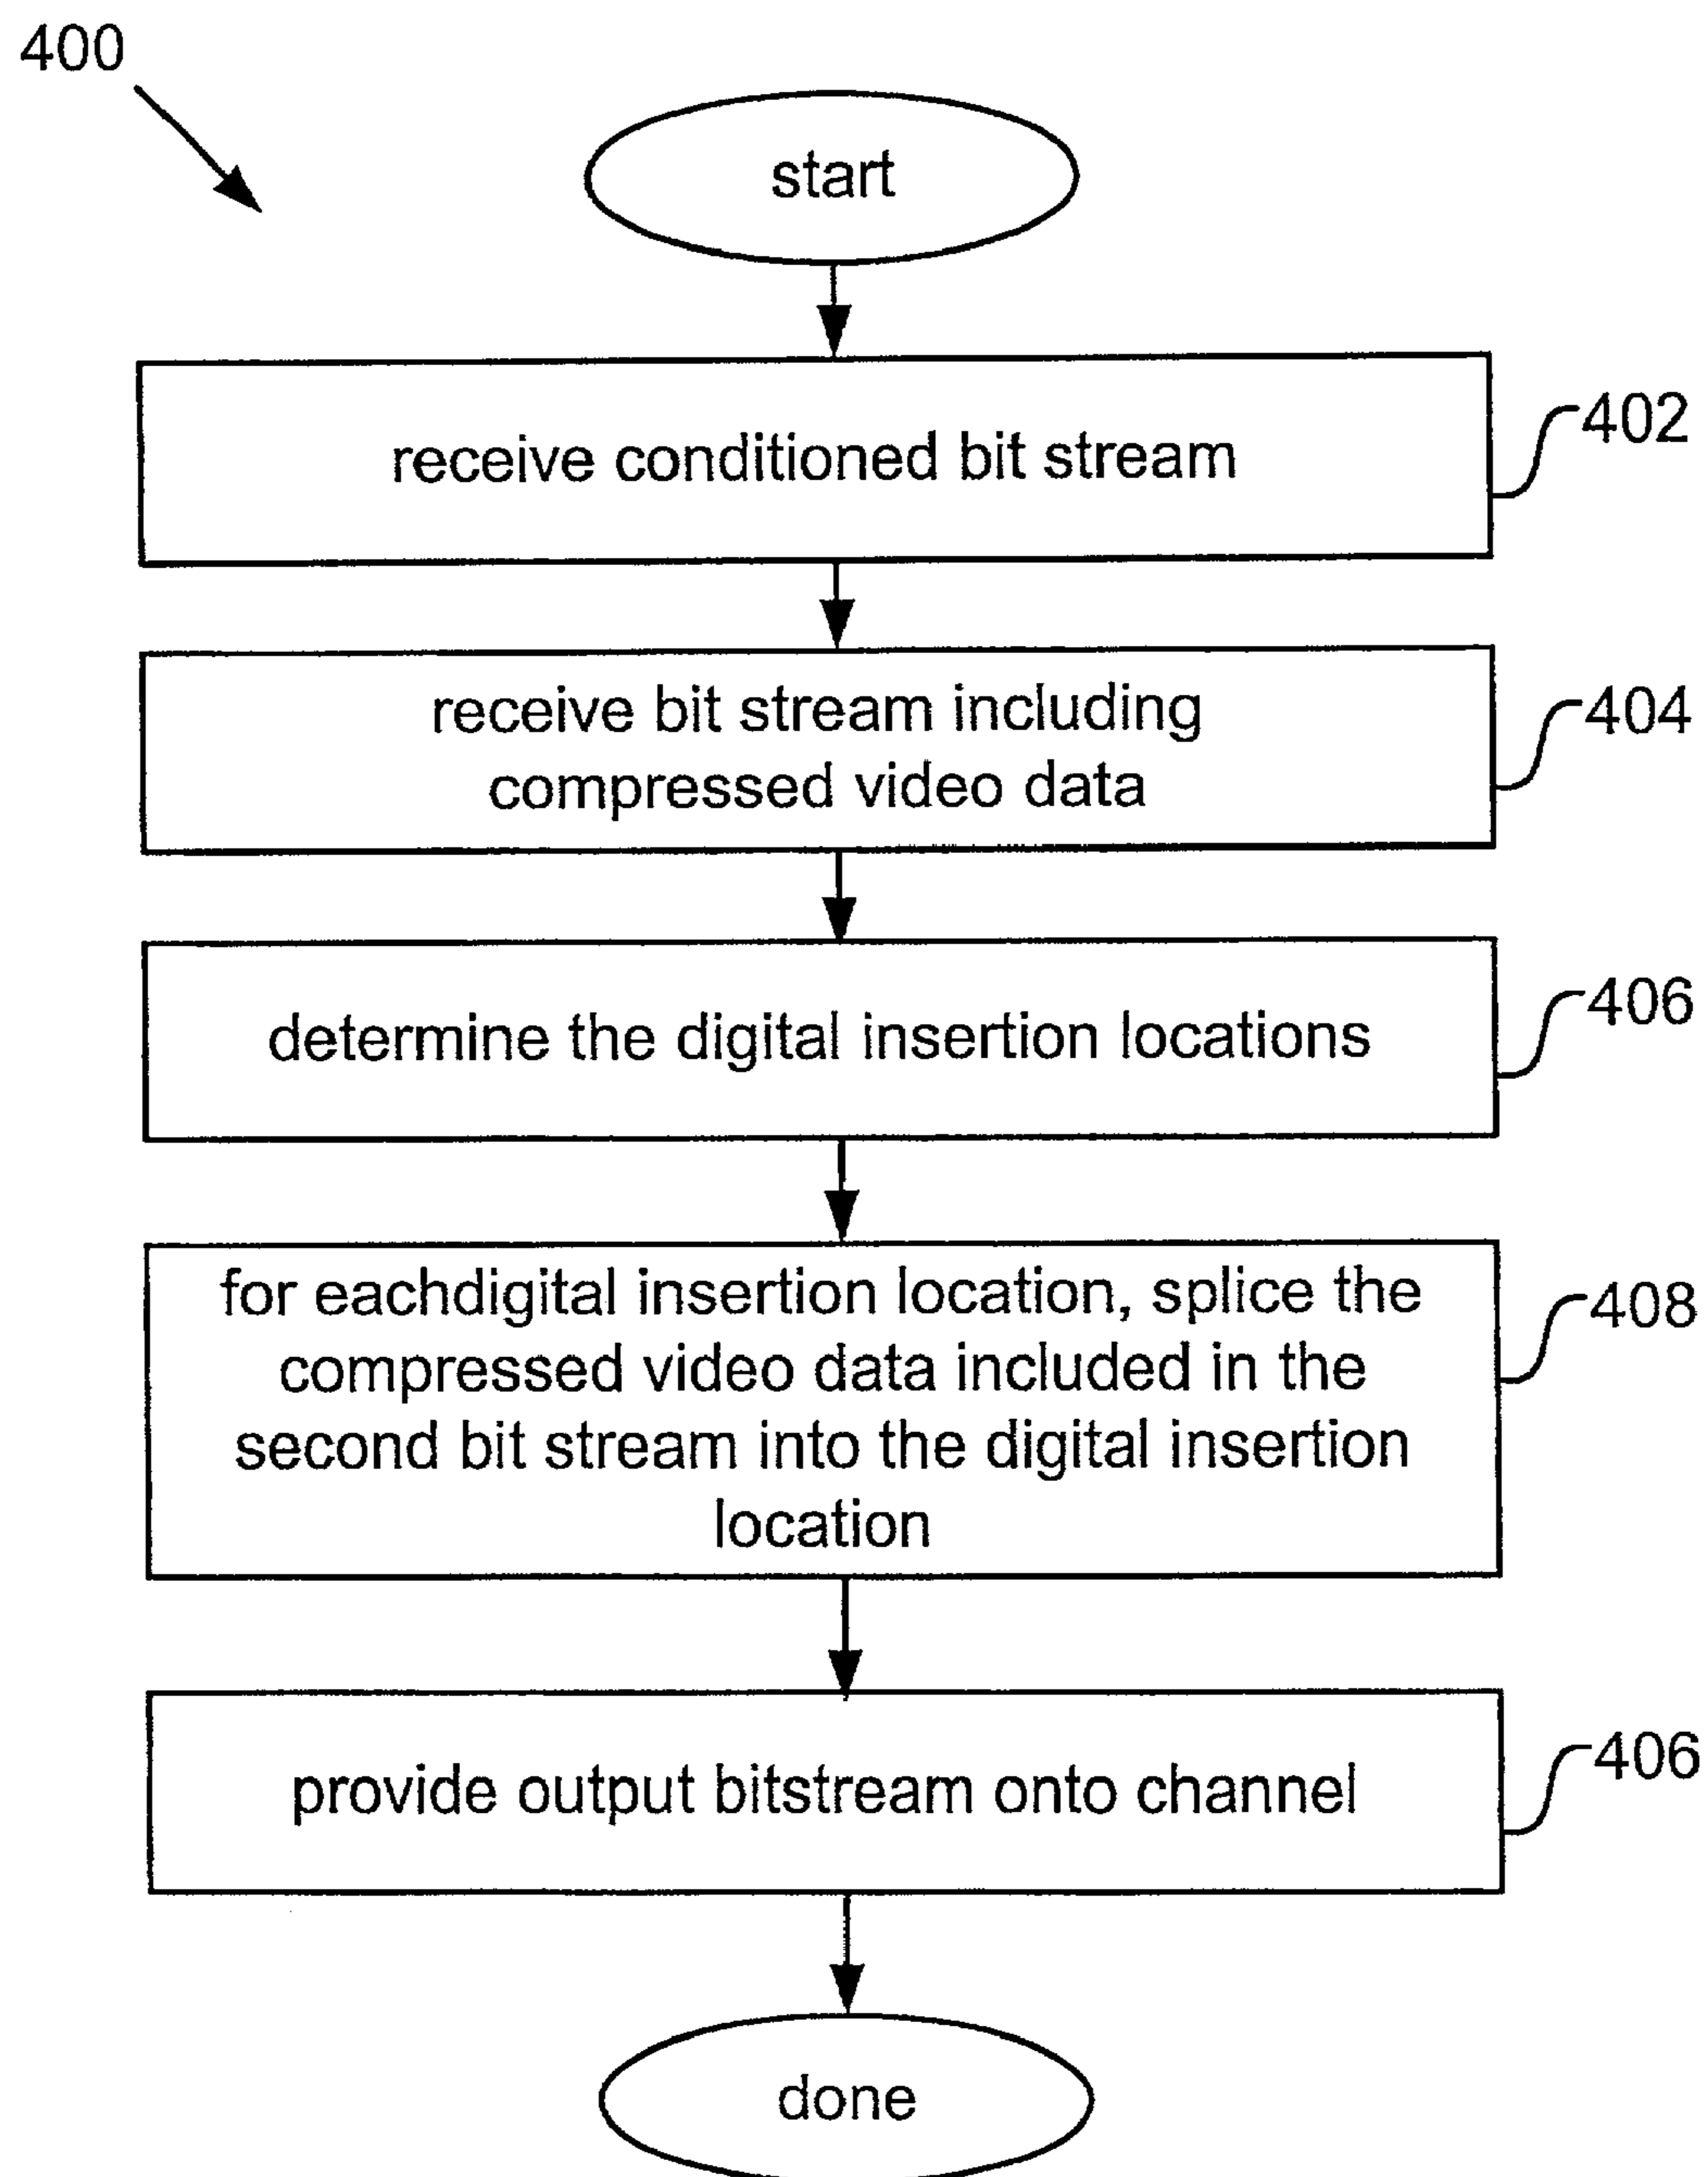 400
start
receive conditioned bit stream
402
receive bit stream including
compressed video data
404
determine the digital insertion locations
406
for eachdigital insertion location, splice the
compressed video data included in the
second bit stream into the digital insertion
location
408
provide output bitstream onto channel
406
done